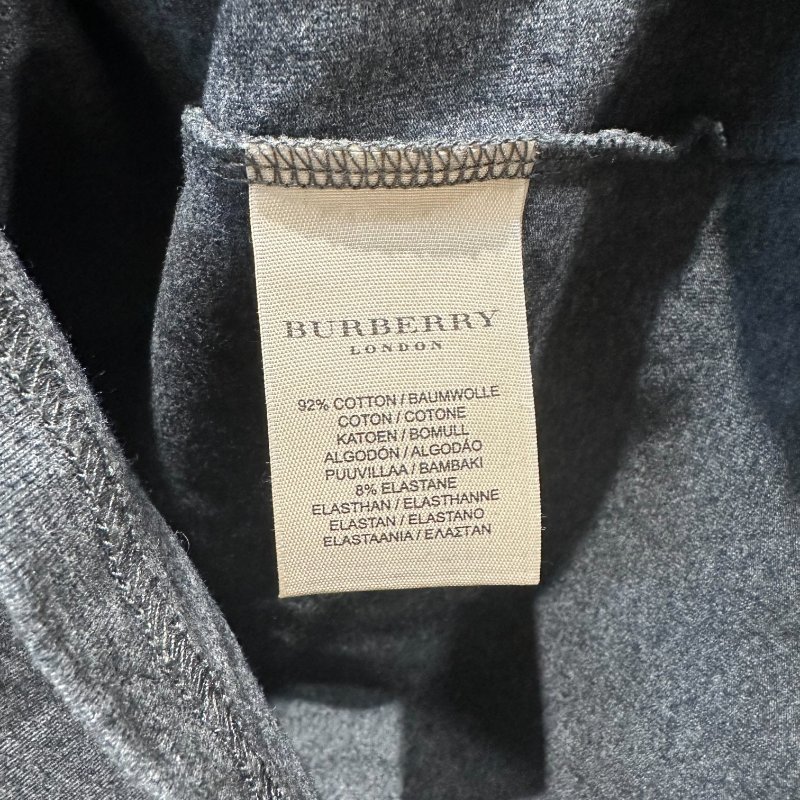 BURBERRY
LONDON
92% COTTON / BAUMWOLLE
COTON / COTONE
KATOEN / BOMULL
ALGODÓN / ALGODÃO
PUUVILLAA / BAMBAKI
8% ELASTANE
ELASTHAN / ELASTHANNE
ELASTAN / ELASTANO
ELASTAANIA / ΕΛΑΣΤΑΝ